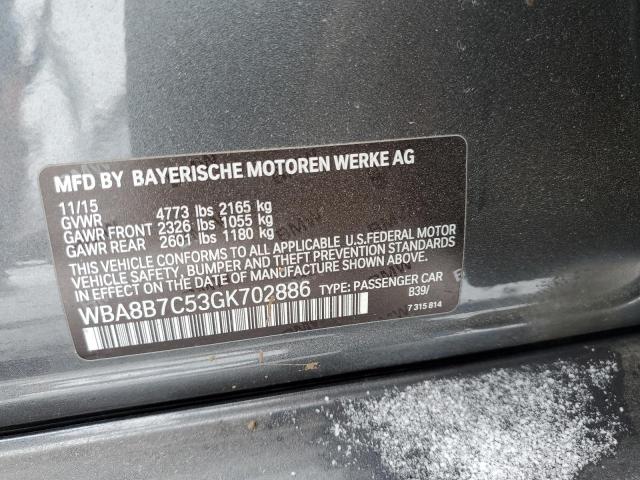 MFD BY BAYERISCHE MOTOREN WERKE AG
11/15
GVWR 4773 lbs 2165 kg
GAWR FRONT 2326 lbs 1055 kg
GAWR REAR 2601 lbs 1180 kg
THIS VEHICLE CONFORMS TO ALL APPLICABLE U.S.FEDERAL MOTOR
VEHICLE SAFETY, BUMPER AND THEFT PREVENTION STANDARDS
IN EFFECT ON THE DATE OF MANUFACTURE SHOWN ABOVE.
WBA8B7C53GK702886 TYPE: PASSENGER CAR
B39/
7 315 814